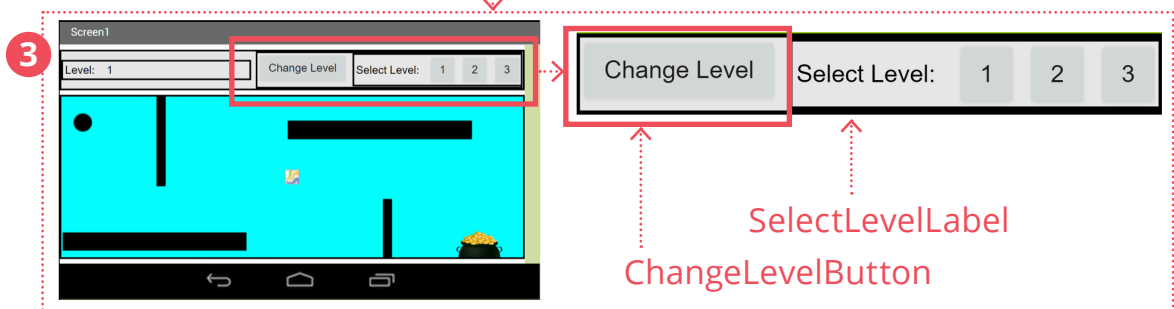 3
Screen1
Level: 1
Change Level Select Level: 1 2 3
Change Level Select Level: 1 2 3
SelectLevelLabel
ChangeLevelButton